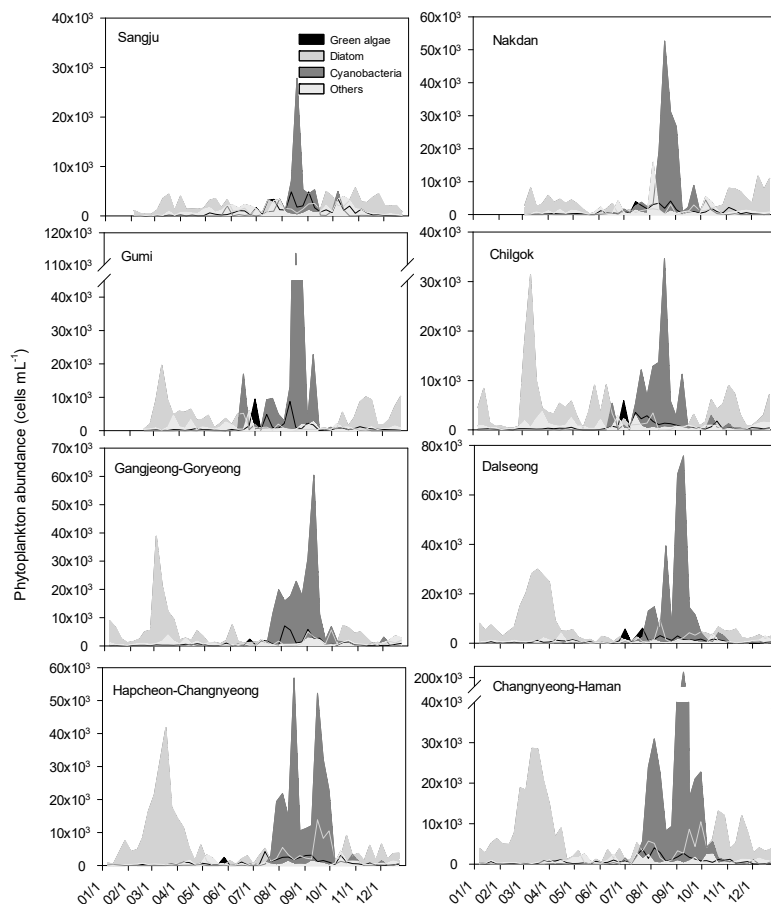 Sangju
Green algae
Diatom
Cyanobacteria
Others
40x10³
30x10³
20x10³
10x10³
0
Nakdan
60x10³
50x10³
40x10³
30x10³
20x10³
10x10³
0
Gumi
120x10³
110x10³
40x10³
30x10³
20x10³
10x10³
0
Chilgok
40x10³
30x10³
20x10³
10x10³
0
Phytoplankton abundance (cells mL⁻¹)
Gangjeong-Goryeong
70x10³
60x10³
50x10³
40x10³
30x10³
20x10³
10x10³
0
Dalseong
80x10³
60x10³
40x10³
20x10³
0
Hapcheon-Changnyeong
60x10³
50x10³
40x10³
30x10³
20x10³
10x10³
0
01/1 02/1 03/1 04/1 05/1 06/1 07/1 08/1 09/1 10/1 11/1 12/1
Changnyeong-Haman
200x10³
40x10³
30x10³
20x10³
10x10³
0
01/1 02/1 03/1 04/1 05/1 06/1 07/1 08/1 09/1 10/1 11/1 12/1